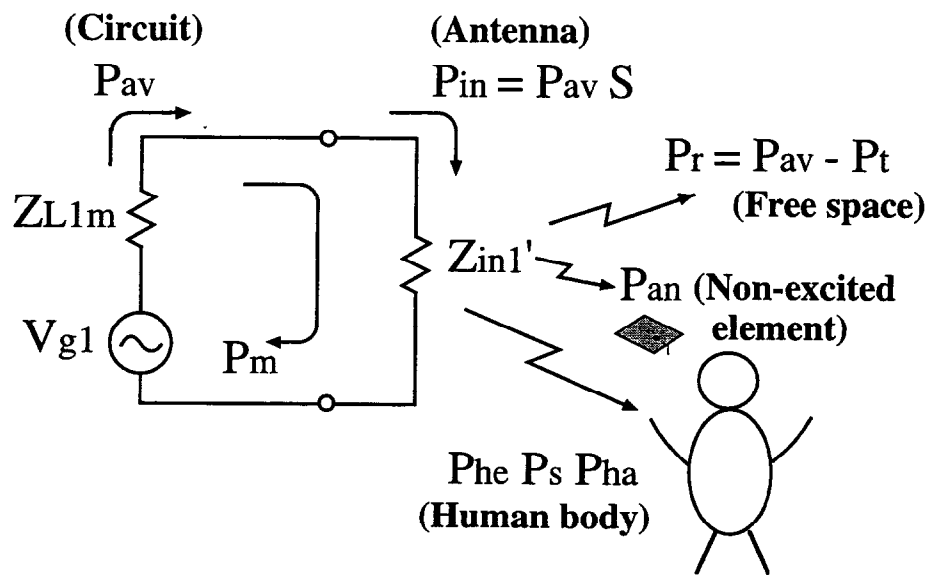 (Circuit)
(Antenna)
Pav
Pin = Pav S
Pr = Pav - Pt
(Free space)
ZL1m
Zin1'
Pan (Non-excited
element)
Vg1
Pm
Phe Ps Pha
(Human body)